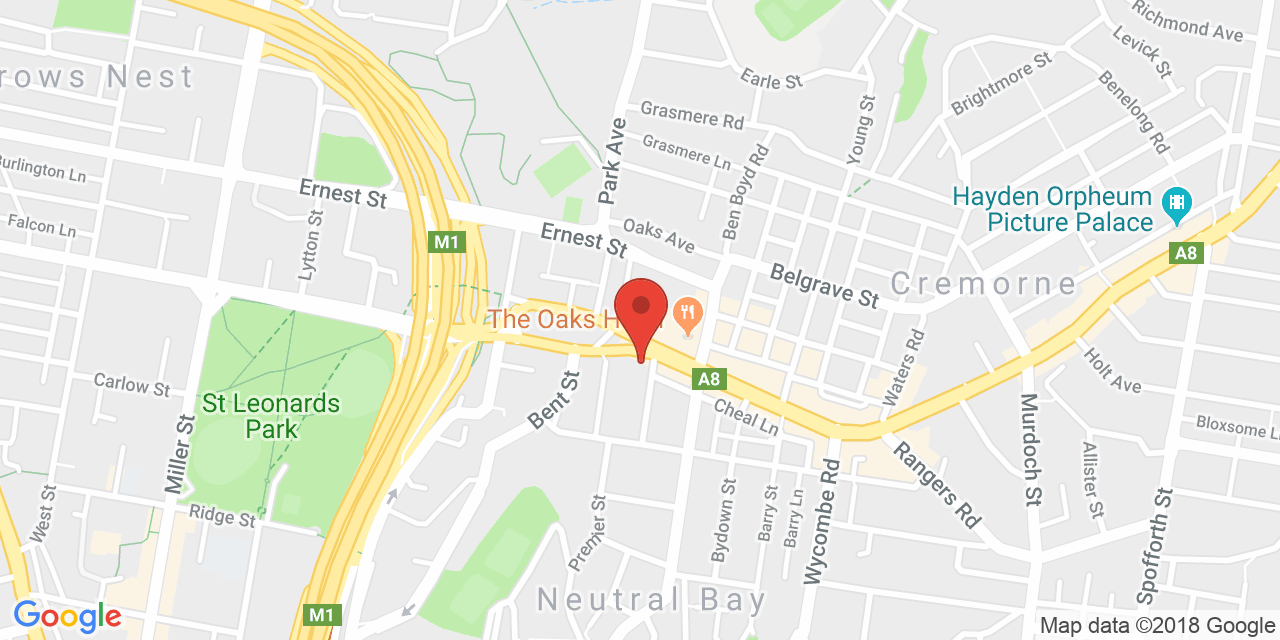 Richmond Ave
Levick St
rows Nest
Earle St
Brightmore St
Benelong Rd
Grasmere Rd
Young St
Grasmere Ln
Park Ave
Burlington Ln
Ernest St
Ben Boyd Rd
Hayden Orpheum
Picture Palace
Falcon Ln
Lytton St
Ernest St
Oaks Ave
M1
A8
Belgrave St
Cremorne
The Oaks H
Waters Rd
Holt Ave
Carlow St
A8
Bent St
St Leonards
Park
Cheal Ln
Murdoch St
Bloxsome Ln
Miller St
Rangers Rd
Allister St
West St
Ridge St
Premier St
Bydown St
Barry St
Barry Ln
Wycombe Rd
Spofforth St
Neutral Bay
M1
Google
Map data ©2018 Google